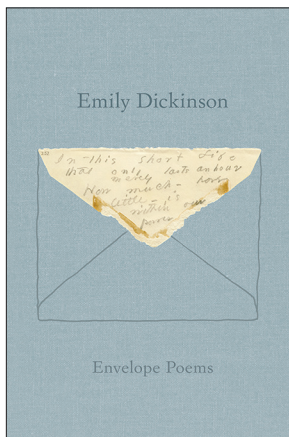 Emily Dickinson
In this short Life
that only lasts an hour
merely
How much - how
little - is
within our
power
Envelope Poems